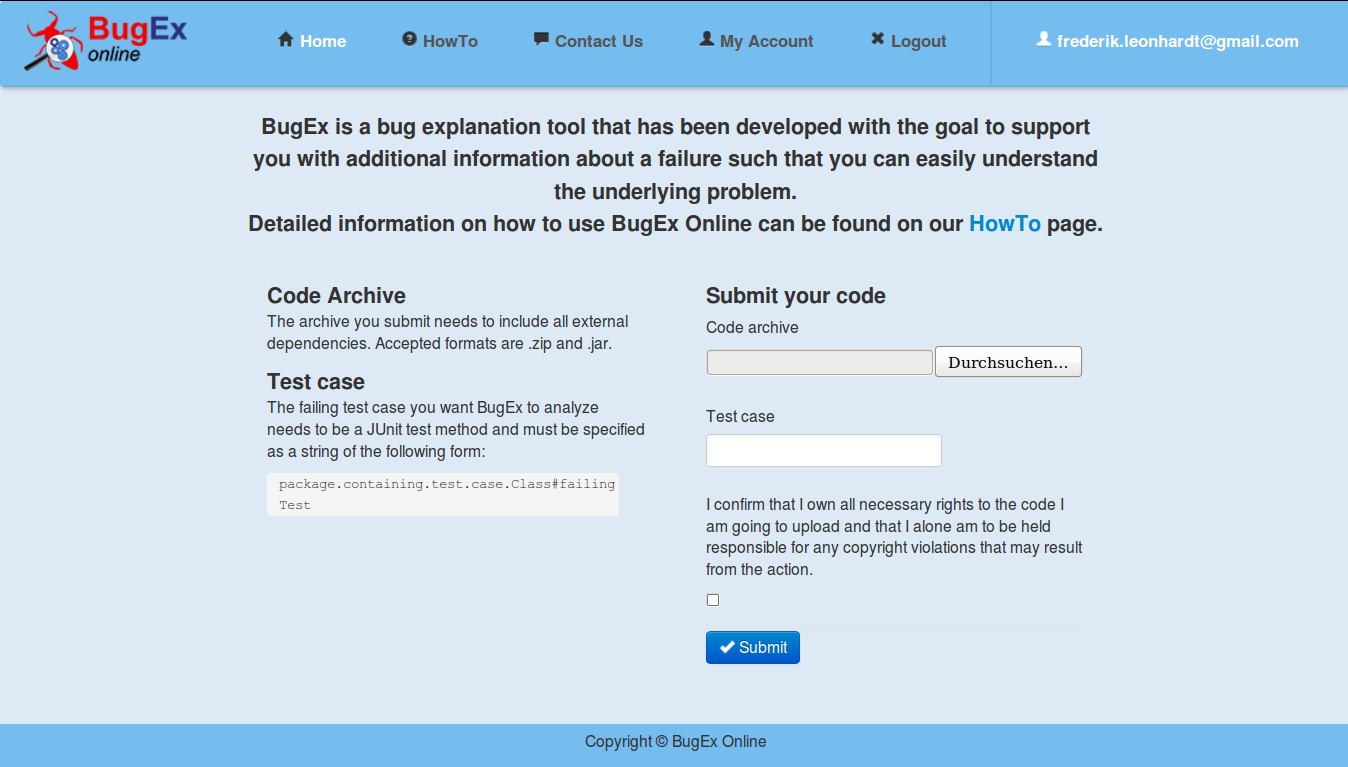 BugEx
online
Home
HowTo
Contact Us
My Account
Logout
frederik.leonhardt@gmail.com
BugEx is a bug explanation tool that has been developed with the goal to support
you with additional information about a failure such that you can easily understand
the underlying problem.
Detailed information on how to use BugEx Online can be found on our HowTo page.
Code Archive
The archive you submit needs to include all external
dependencies. Accepted formats are .zip and .jar.
Test case
The failing test case you want BugEx to analyze
needs to be a JUnit test method and must be specified
as a string of the following form:
package.containing.test.case.Class#failing
Test
Submit your code
Code archive
Durchsuchen...
Test case
I confirm that I own all necessary rights to the code I
am going to upload and that I alone am to be held
responsible for any copyright violations that may result
from the action.
Submit
Copyright © BugEx Online